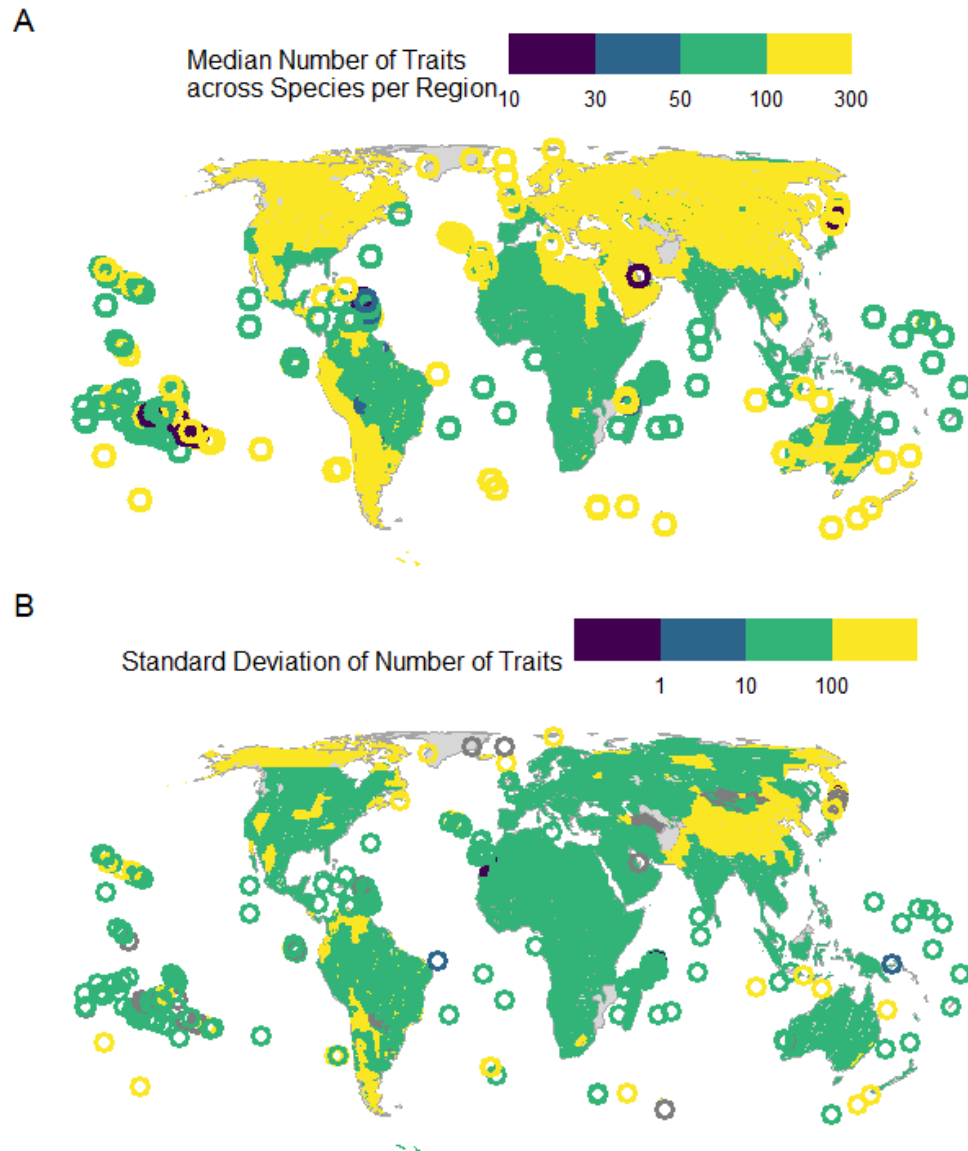 A
Median Number of Traits
across Species per Region
10 30 50 100 300
B
Standard Deviation of Number of Traits
1 10 100